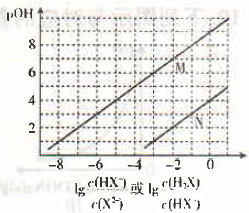 pOH
8
6
4
2
M
N
-8 -6 -4 -2 0
lg c(HX⁻)/c(X²⁻) 或 lg c(H₂X)/c(HX⁻)